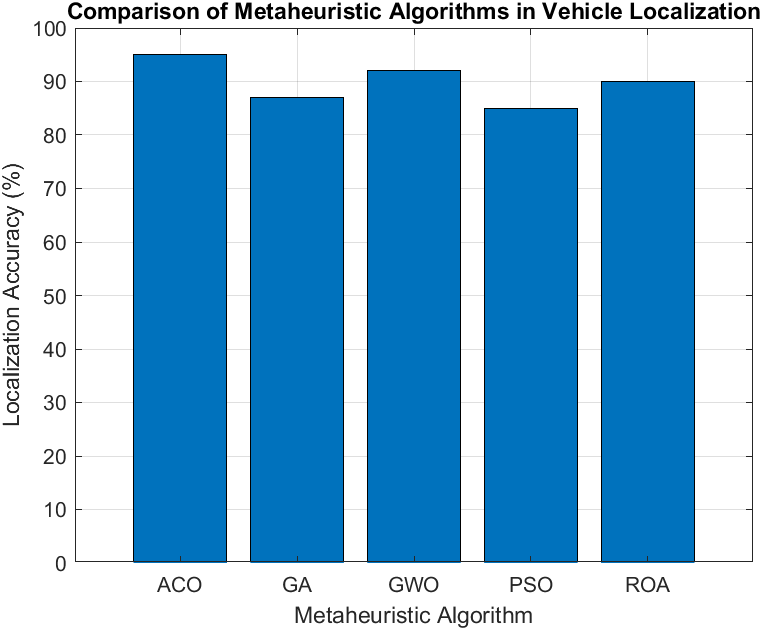 Comparison of Metaheuristic Algorithms in Vehicle Localization
100
90
80
70
60
50
40
30
20
10
0
Localization Accuracy (%)
ACO GA GWO PSO ROA
Metaheuristic Algorithm